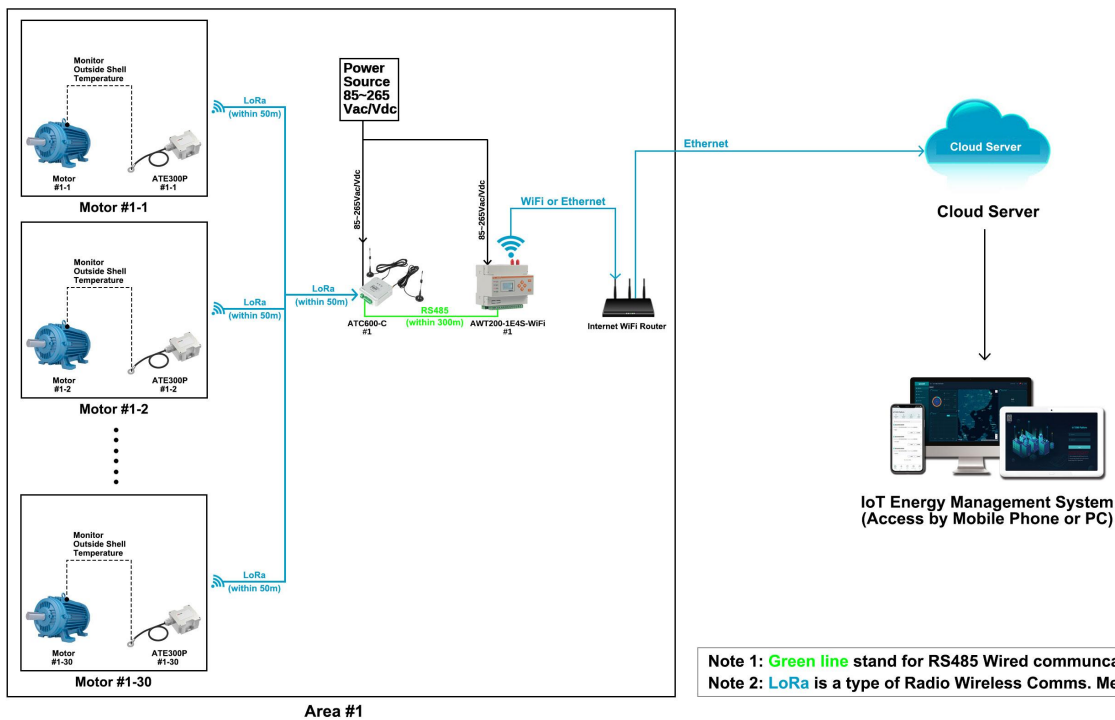 Monitor
Outside Shell
Temperature
Motor
#1-1
ATE300P
#1-1
Motor #1-1
LoRa
(within 50m)
Monitor
Outside Shell
Temperature
Motor
#1-2
ATE300P
#1-2
Motor #1-2
LoRa
(within 50m)
Monitor
Outside Shell
Temperature
Motor
#1-30
ATE300P
#1-30
Motor #1-30
LoRa
(within 50m)
LoRa
(within 50m)
Power
Source
85~265
Vac/Vdc
85~265Vac/Vdc
85~265Vac/Vdc
ATC600-C
#1
RS485
(within 300m)
AWT200-1E4S-WiFi
#1
WiFi or Ethernet
Internet WiFi Router
Ethernet
Cloud Server
Cloud Server
IoT Energy Management System
(Access by Mobile Phone or PC)
Note 1: Green line stand for RS485 Wired communca
Note 2: LoRa is a type of Radio Wireless Comms. Me
Area #1